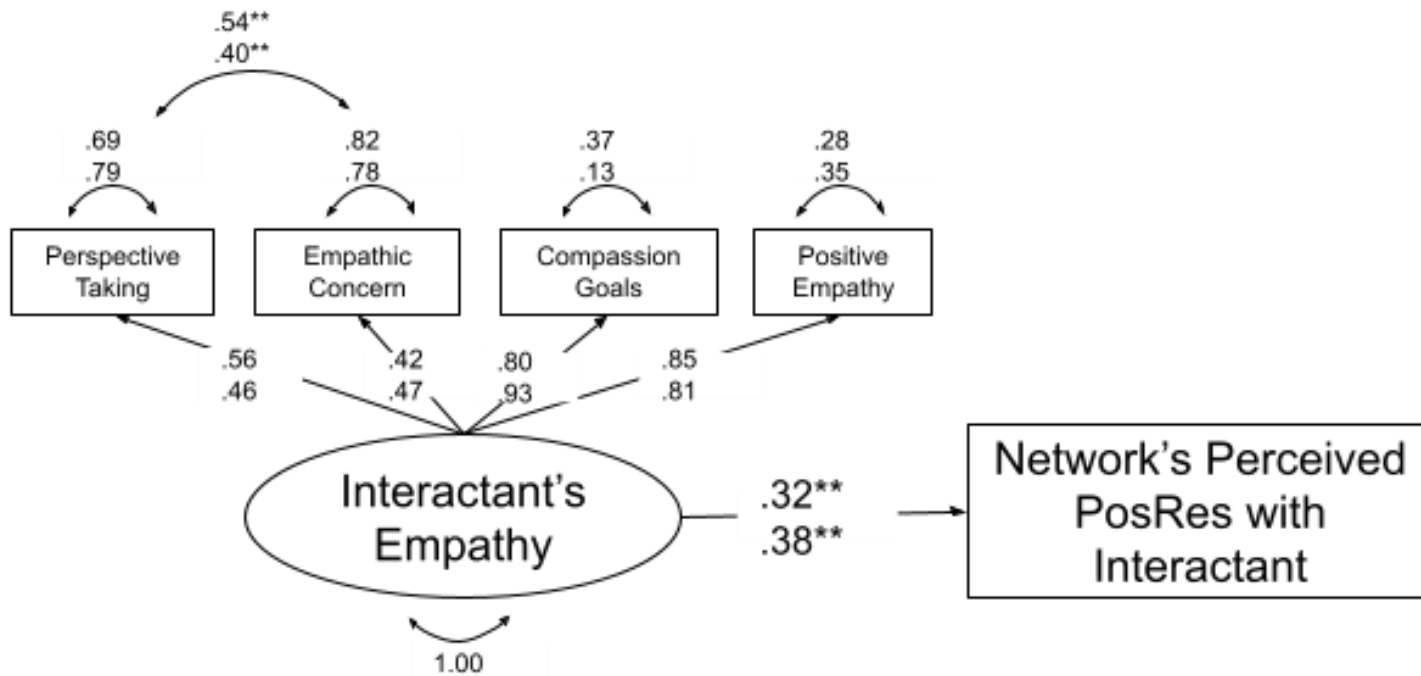 .54**
.40**
.69
.79
.82
.78
.37
.13
.28
.35
Perspective
Taking
Empathic
Concern
Compassion
Goals
Positive
Empathy
.56
.46
.42
.47
.80
.93
.85
.81
Interactant’s
Empathy
.32**
.38**
Network’s Perceived
PosRes with
Interactant
1.00